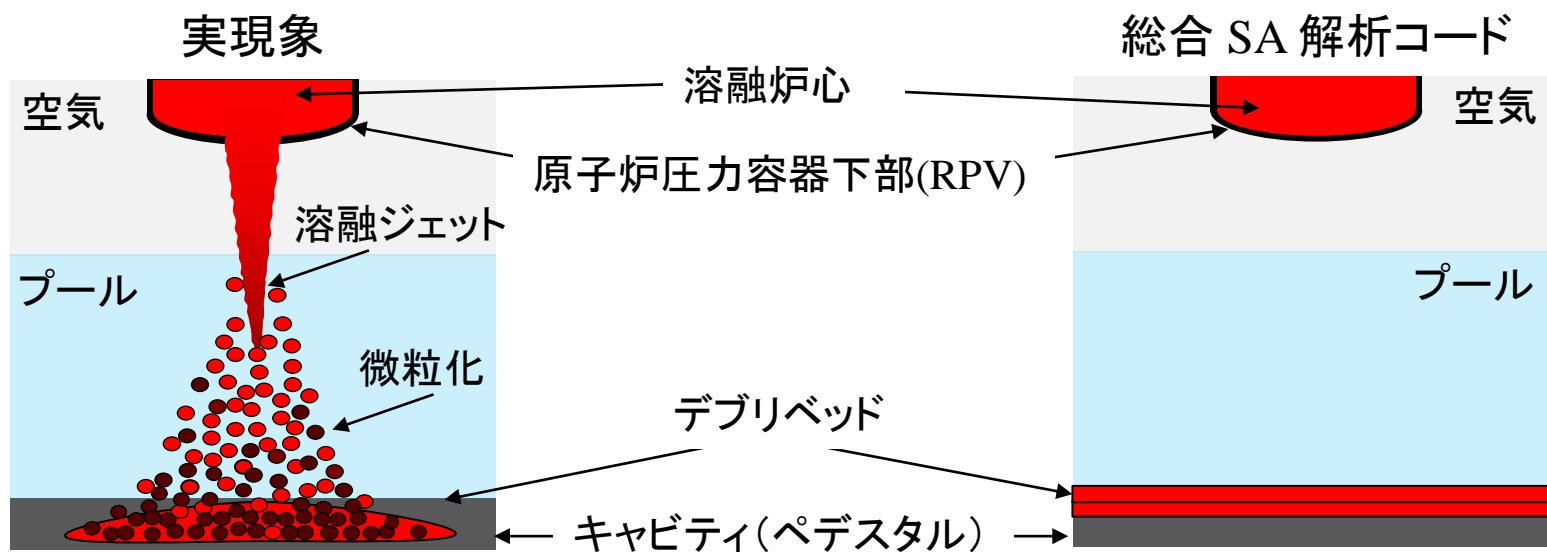 実現象
総合 SA 解析コード
空気
溶融炉心
空気
原子炉圧力容器下部(RPV)
溶融ジェット
プール
プール
微粒化
デブリベッド
キャビティ(ペデスタル)